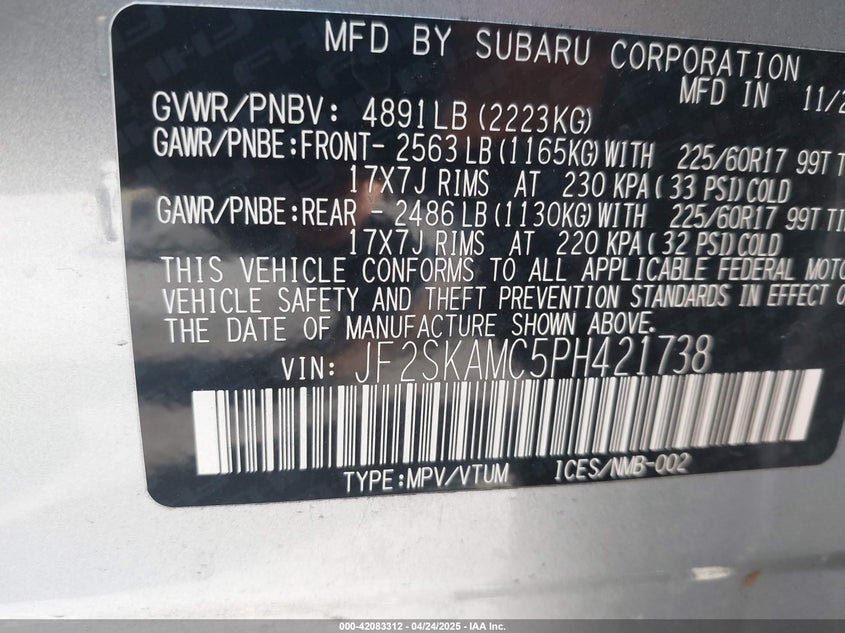 MFD BY SUBARU CORPORATION
MFD IN 11/2
GVWR/PNBV: 4891LB (2223KG)
GAWR/PNBE:FRONT- 2563 LB (1165KG) WITH 225/60R17 99T
17X7J RIMS AT 230 KPA( 33 PSI) COLD
GAWR/PNBE:REAR - 2486 LB (1130KG) WITH 225/60R17 99T
17X7J RIMS AT 220 KPA( 32 PSI) COLD
THIS VEHICLE CONFORMS TO ALL APPLICABLE FEDERAL MOTO
VEHICLE SAFETY AND THEFT PREVENTION STANDARDS IN EFFECT
THE DATE OF MANUFACTURE SHOWN ABOVE.
VIN: JF2SKAMC5PH421738
TYPE:MPV/VTUM ICES/NMB-002
000-42083312 - 04/24/2025 - IAA Inc.